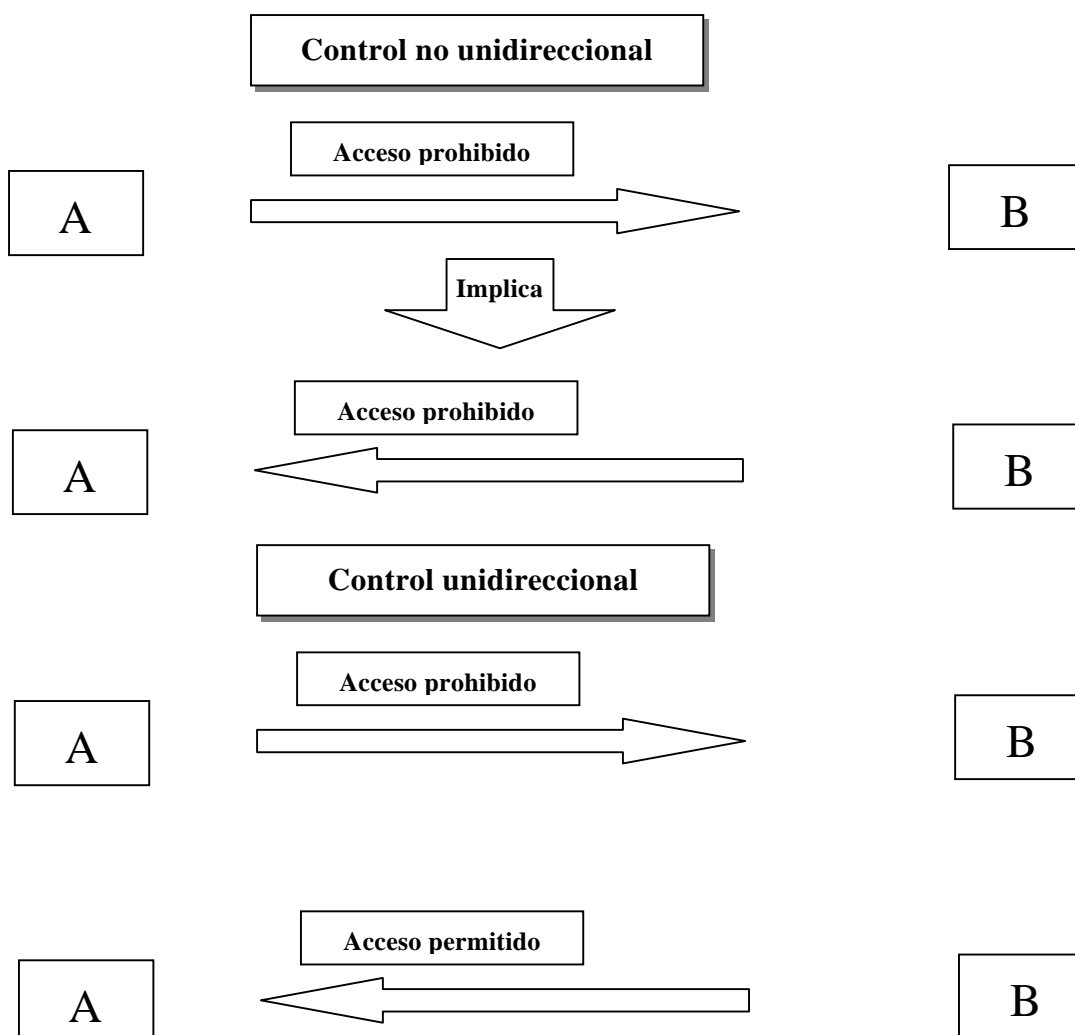 Control no unidireccional
Acceso prohibido
A
B
Implica
Acceso prohibido
A
B
Control unidireccional
Acceso prohibido
A
B
Acceso permitido
A
B